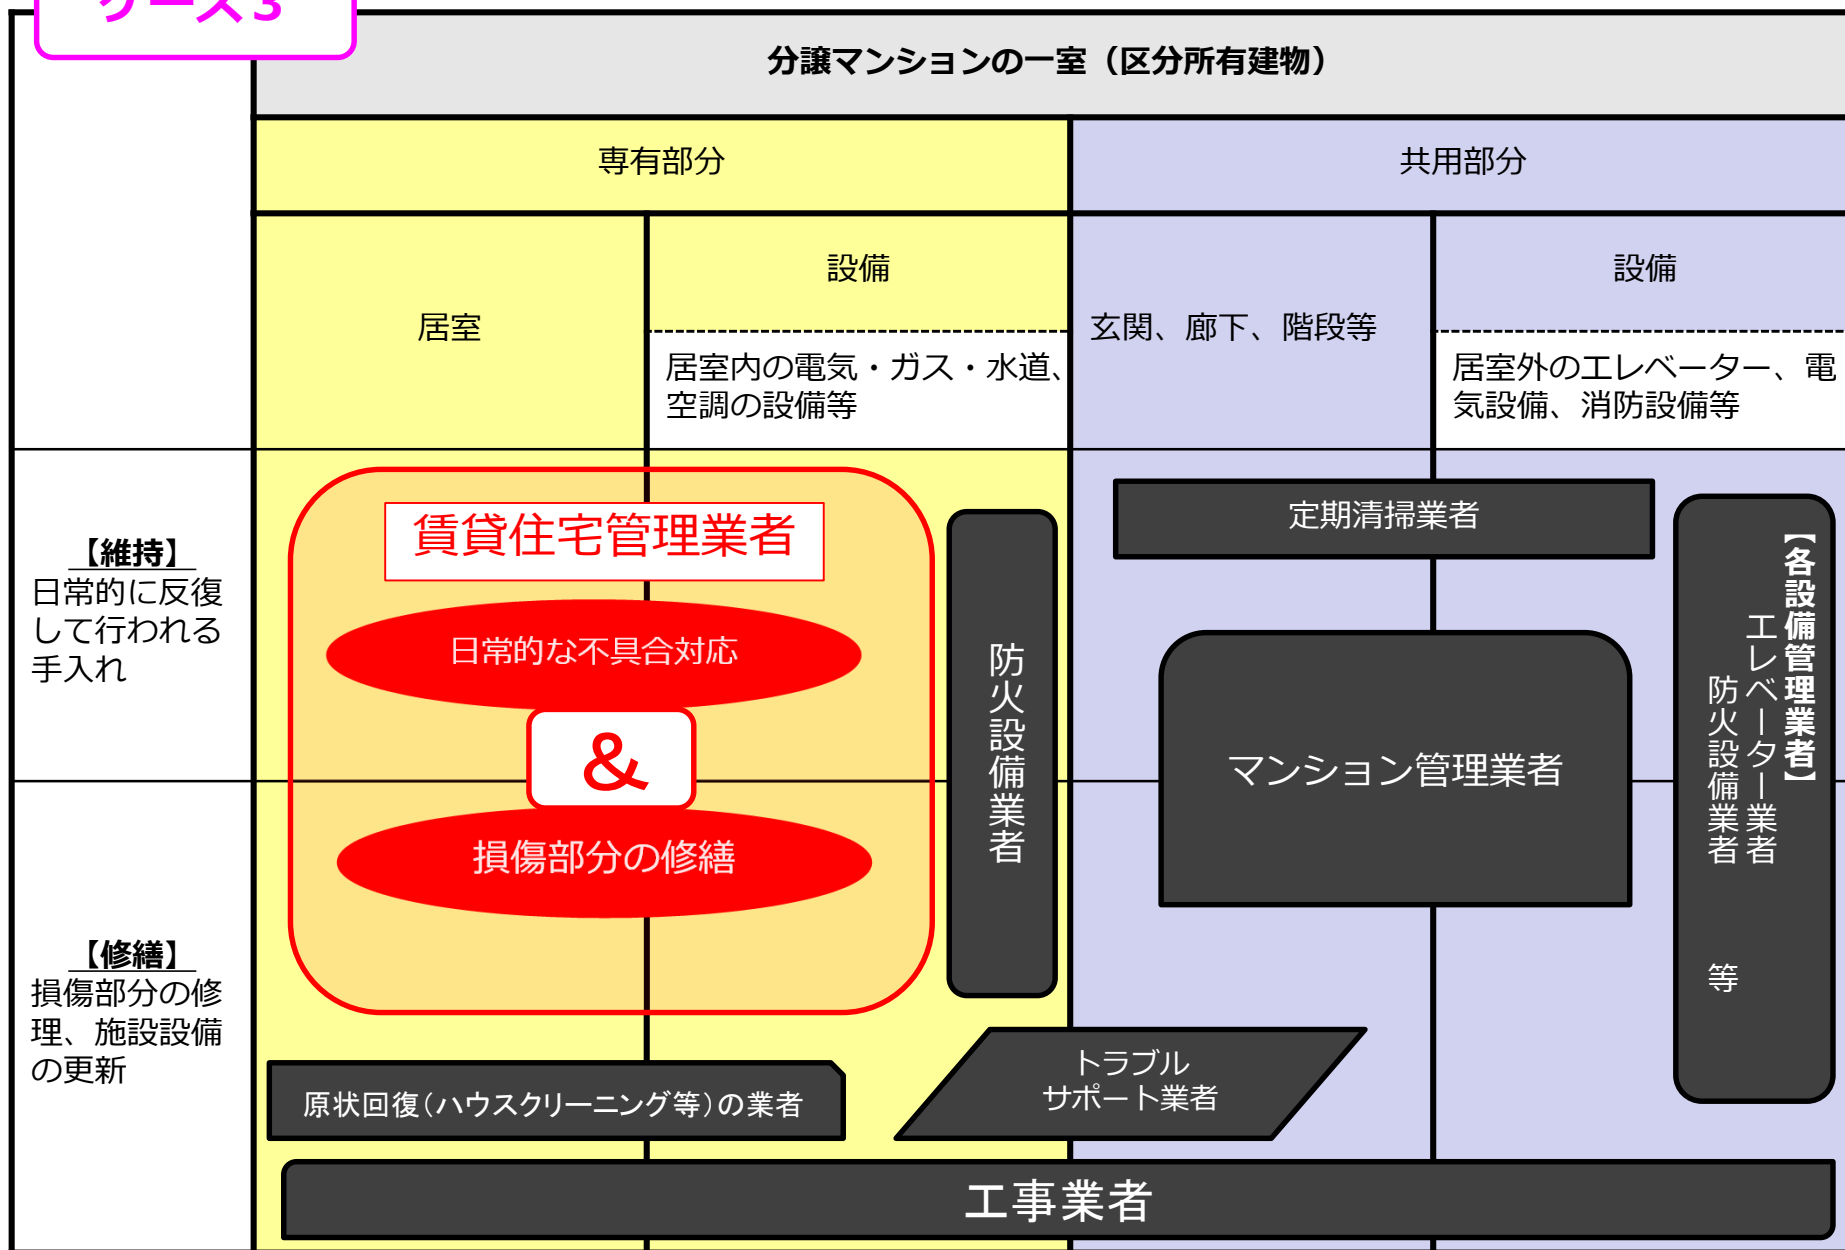 ケース3
分譲マンションの一室（区分所有建物）
専有部分
共用部分
居室
設備
居室内の電気・ガス・水道、
空調の設備等
玄関、廊下、階段等
設備
居室外のエレベーター、電
気設備、消防設備等
【維持】
日常的に反復
して行われる
手入れ
賃貸住宅管理業者
日常的な不具合対応
&
損傷部分の修繕
防火設備業者
定期清掃業者
マンション管理業者
【各設備管理業者】
エレベーター業者
防火設備業者　等
【修繕】
損傷部分の修
理、施設設備
の更新
原状回復(ハウスクリーニング等)の業者
トラブル
サポート業者
工事業者